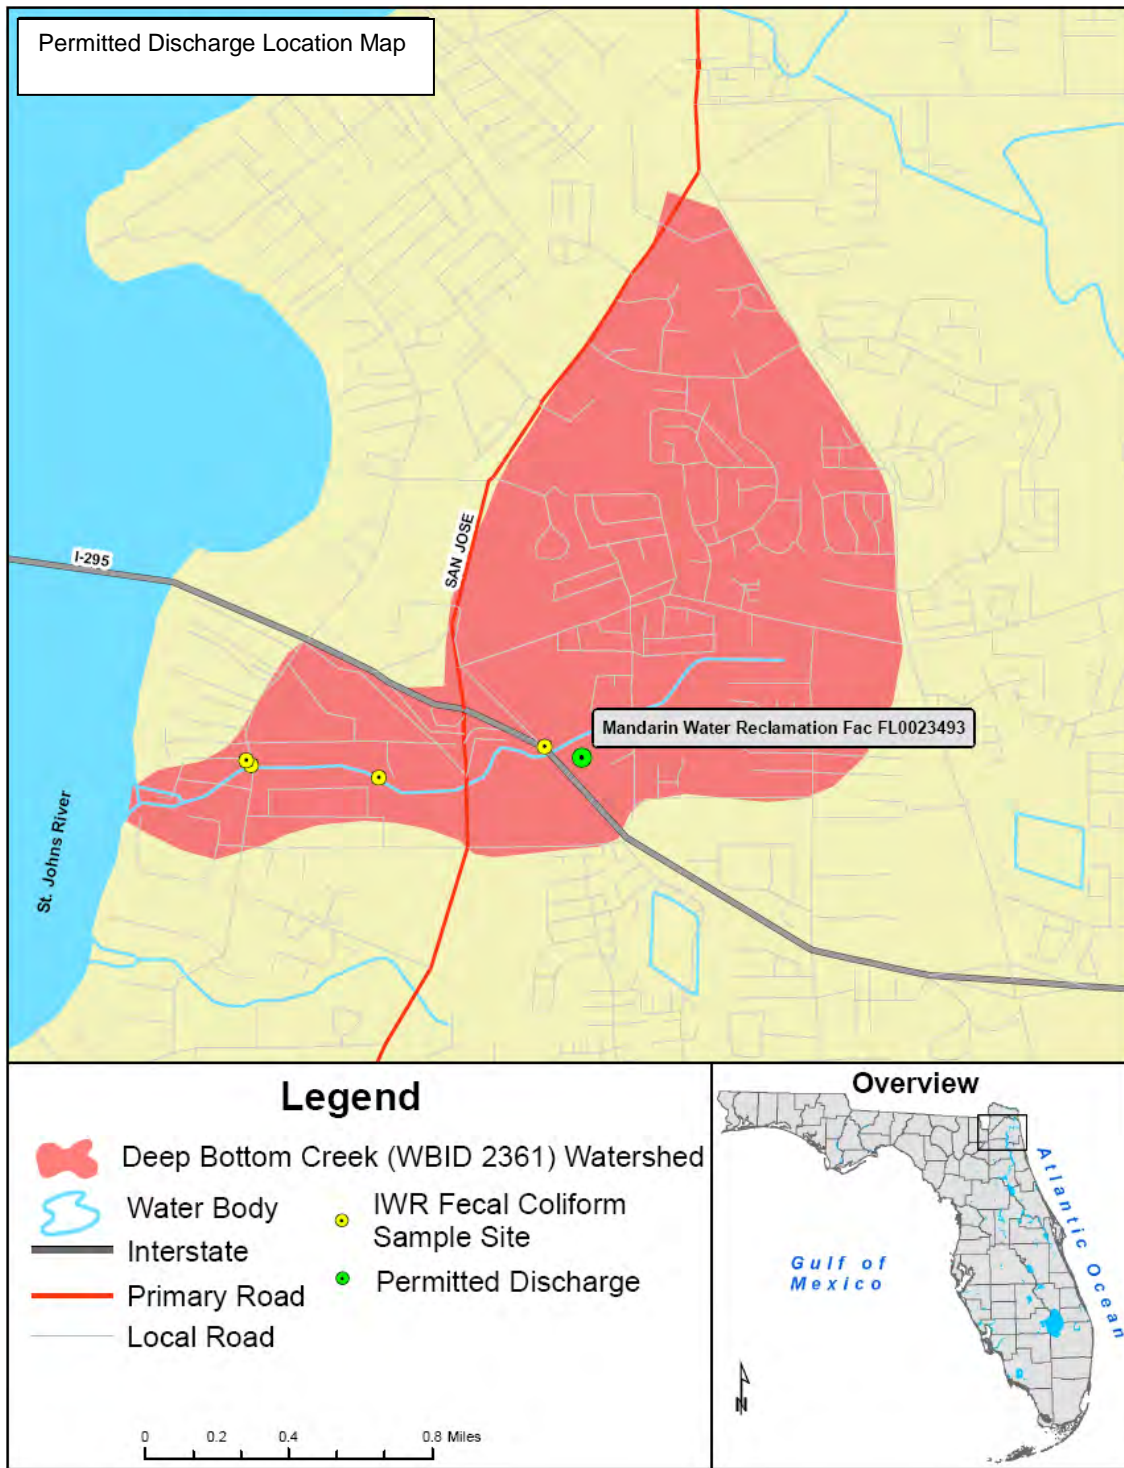 Permitted Discharge Location Map
I-295
SAN JOSE
Mandarin Water Reclamation Fac FL0023493
St. Johns River
Legend
Deep Bottom Creek (WBID 2361) Watershed
Water Body
Interstate
Primary Road
Local Road
IWR Fecal Coliform
Sample Site
Permitted Discharge
0 0.2 0.4 0.8 Miles
Overview
Gulf of
Mexico
Atlantic Ocean
N